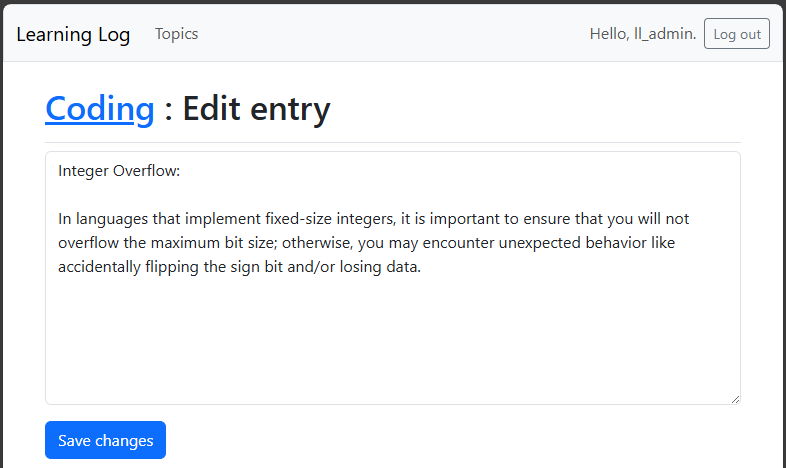 Learning Log Topics Hello, ll_admin. Log out
Coding : Edit entry
Integer Overflow:
In languages that implement fixed-size integers, it is important to ensure that you will not
overflow the maximum bit size; otherwise, you may encounter unexpected behavior like
accidentally flipping the sign bit and/or losing data.
Save changes